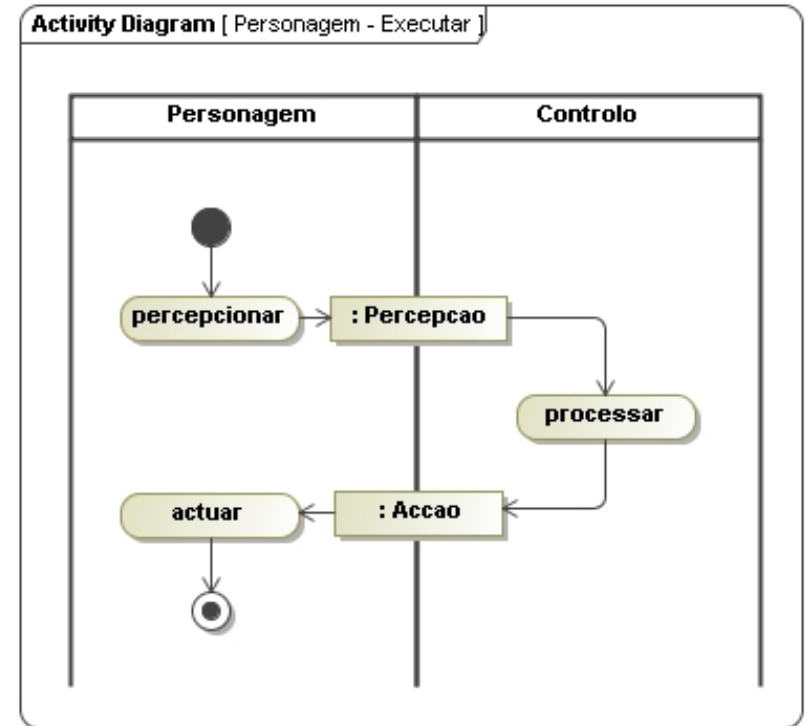 Activity Diagram [ Personagem - Executar ]
Personagem
Controlo
percepcionar
: Percepcao
processar
actuar
: Accao